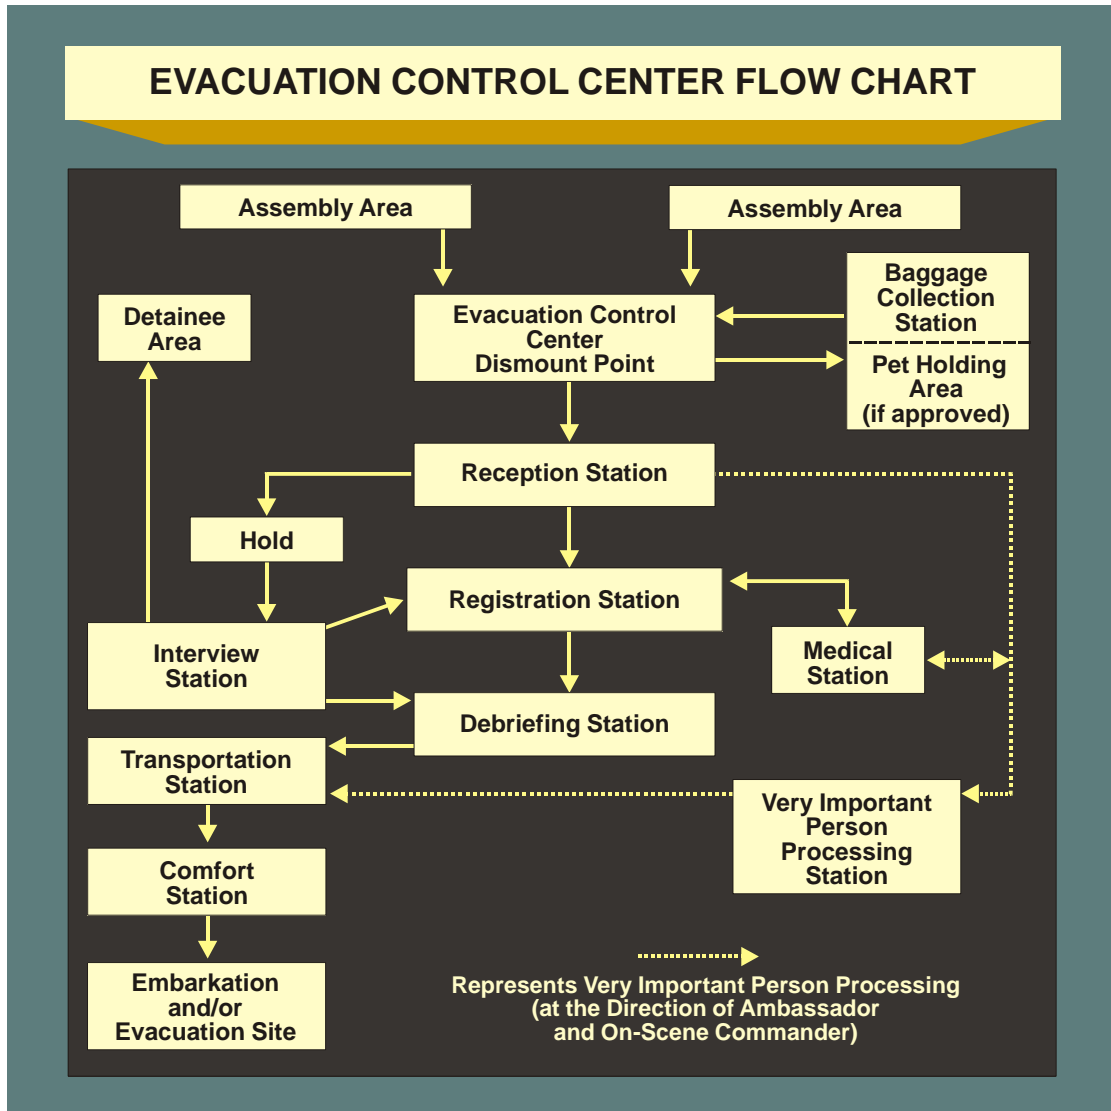 EVACUATION CONTROL CENTER FLOW CHART
Assembly Area
Assembly Area
Baggage
Collection
Station
Detainee
Area
Evacuation Control
Center
Dismount Point
Pet Holding
Area
(if approved)
Reception Station
Hold
Registration Station
Interview
Station
Medical
Station
Debriefing Station
Transportation
Station
Very Important
Person
Processing
Station
Comfort
Station
Embarkation
and/or
Evacuation Site
Represents Very Important Person Processing
(at the Direction of Ambassador
and On-Scene Commander)